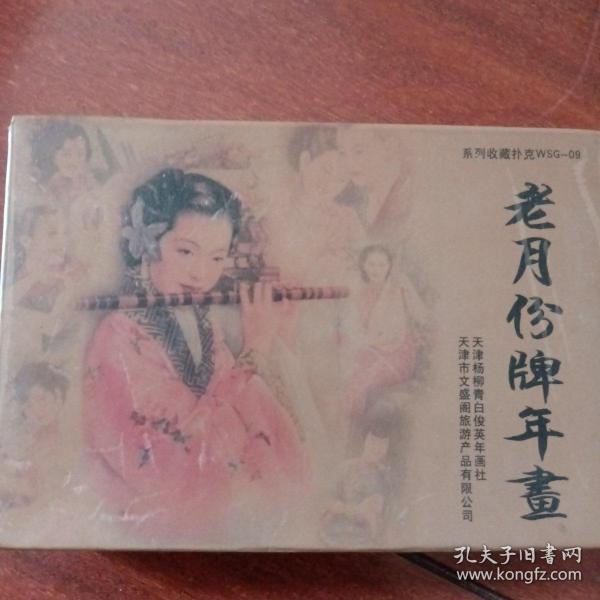 系列收藏扑克WSG-09
老月份牌年畫
天津杨柳青白俊英年画社
天津市文盛阁旅游产品有限公司
孔夫子旧书网
www.kongfz.com